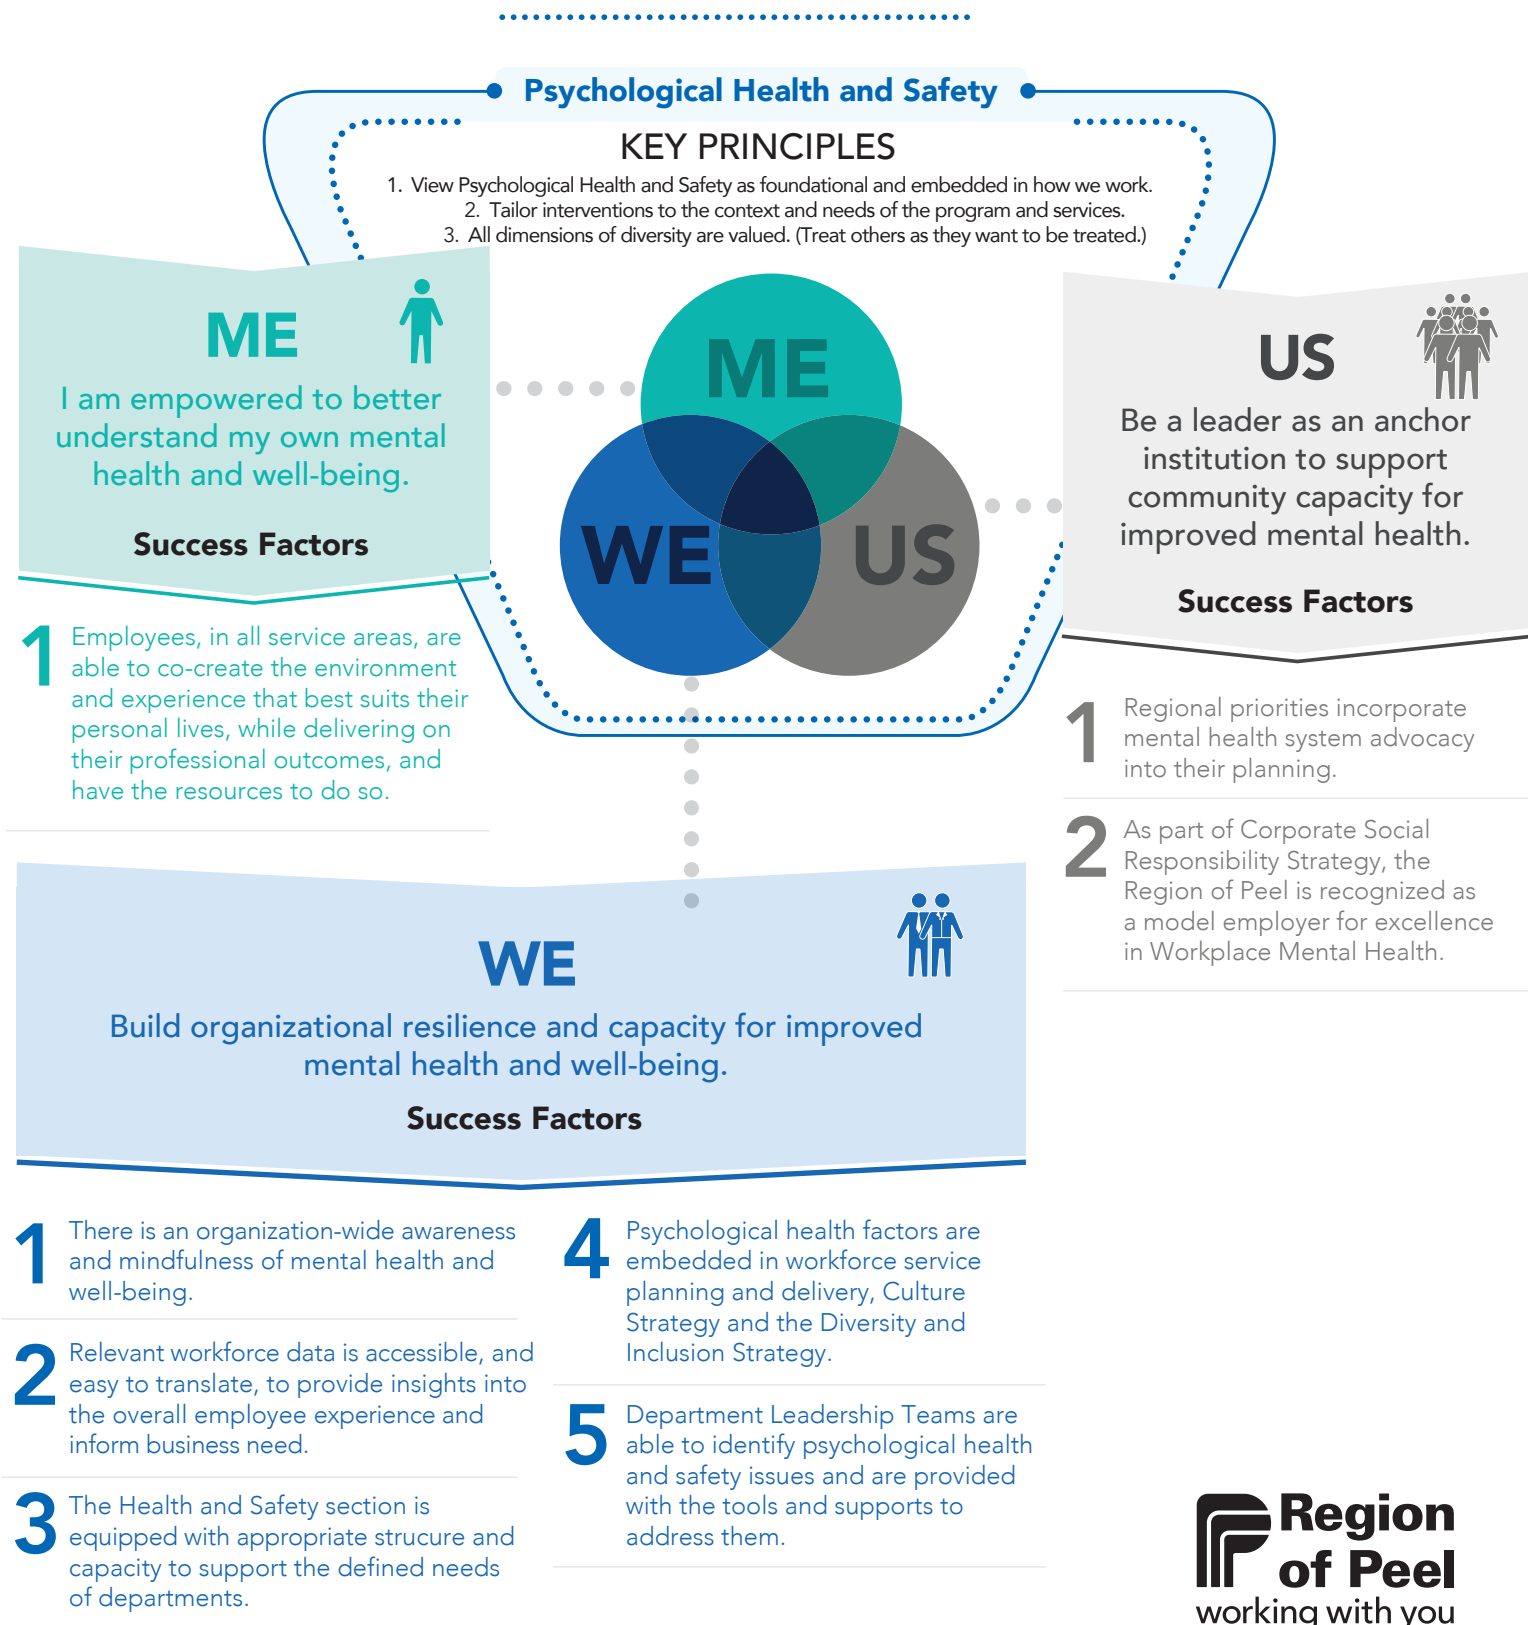 Psychological Health and Safety
KEY PRINCIPLES
1. View Psychological Health and Safety as foundational and embedded in how we work.
2. Tailor interventions to the context and needs of the program and services.
3. All dimensions of diversity are valued. (Treat others as they want to be treated.)
ME
I am empowered to better
understand my own mental
health and well-being.
Success Factors
1 Employees, in all service areas, are
able to co-create the environment
and experience that best suits their
personal lives, while delivering on
their professional outcomes, and
have the resources to do so.
ME
WE
US
US
Be a leader as an anchor
institution to support
community capacity for
improved mental health.
Success Factors
1 Regional priorities incorporate
mental health system advocacy
into their planning.
2 As part of Corporate Social
Responsibility Strategy, the
Region of Peel is recognized as
a model employer for excellence
in Workplace Mental Health.
WE
Build organizational resilience and capacity for improved
mental health and well-being.
Success Factors
1 There is an organization-wide awareness
and mindfulness of mental health and
well-being.
2 Relevant workforce data is accessible, and
easy to translate, to provide insights into
the overall employee experience and
inform business need.
3 The Health and Safety section is
equipped with appropriate strucure and
capacity to support the defined needs
of departments.
4 Psychological health factors are
embedded in workforce service
planning and delivery, Culture
Strategy and the Diversity and
Inclusion Strategy.
5 Department Leadership Teams are
able to identify psychological health
and safety issues and are provided
with the tools and supports to
address them.
Region
of Peel
working with you